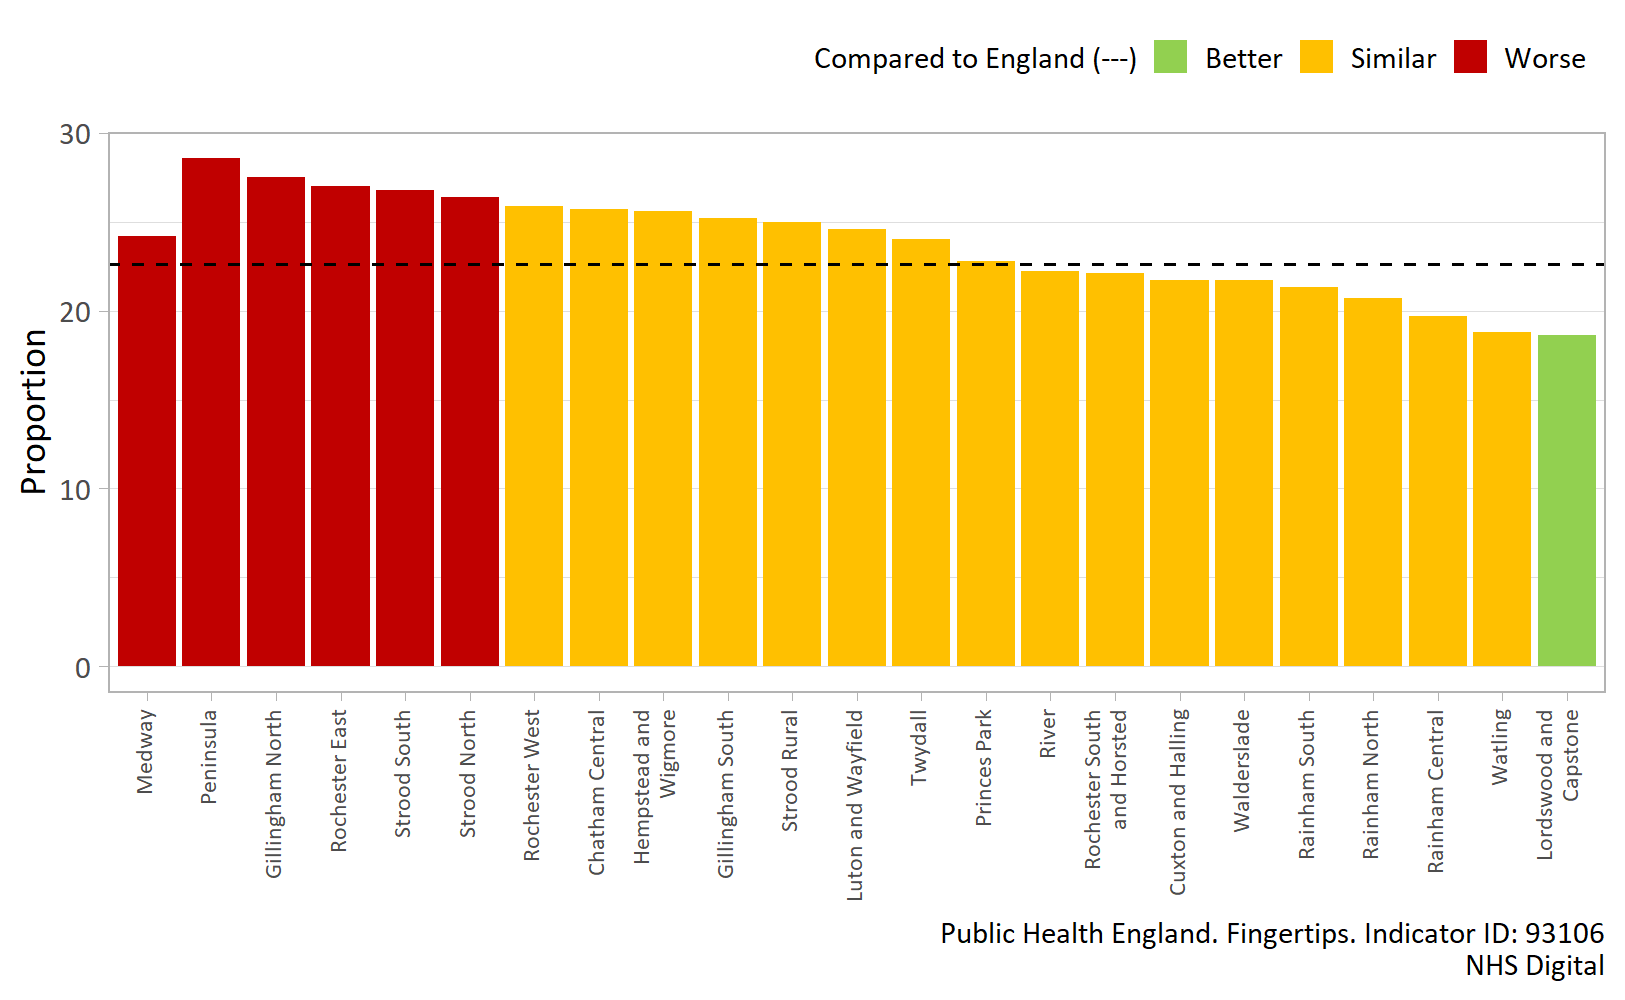 Compared to England (---) Better Similar Worse
30
20
10
0
Proportion
Medway
Peninsula
Gillingham North
Rochester East
Strood South
Strood North
Rochester West
Chatham Central
Hempstead and
Wigmore
Gillingham South
Strood Rural
Luton and Wayfield
Twydall
Princes Park
River
Rochester South
and Horsted
Cuxton and Halling
Walderslade
Rainham South
Rainham North
Rainham Central
Watling
Lordswood and
Capstone
Public Health England. Fingertips. Indicator ID: 93106
NHS Digital